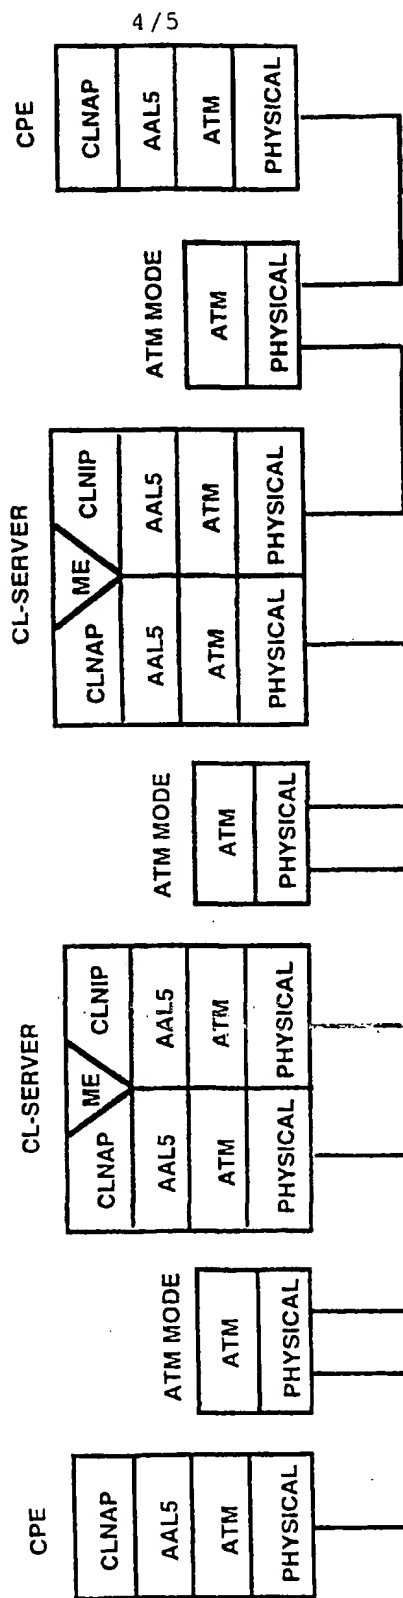 4/5
CPE
CLNAP
AAL5
ATM
PHYSICAL
ATM MODE
ATM
PHYSICAL
CL-SERVER
CLNAP
ME
CLNIP
AAL5
AAL5
ATM
ATM
PHYSICAL
PHYSICAL
ATM MODE
ATM
PHYSICAL
CL-SERVER
CLNAP
ME
CLNIP
AAL5
AAL5
ATM
ATM
PHYSICAL
PHYSICAL
ATM MODE
ATM
PHYSICAL
CPE
CLNAP
AAL5
ATM
PHYSICAL